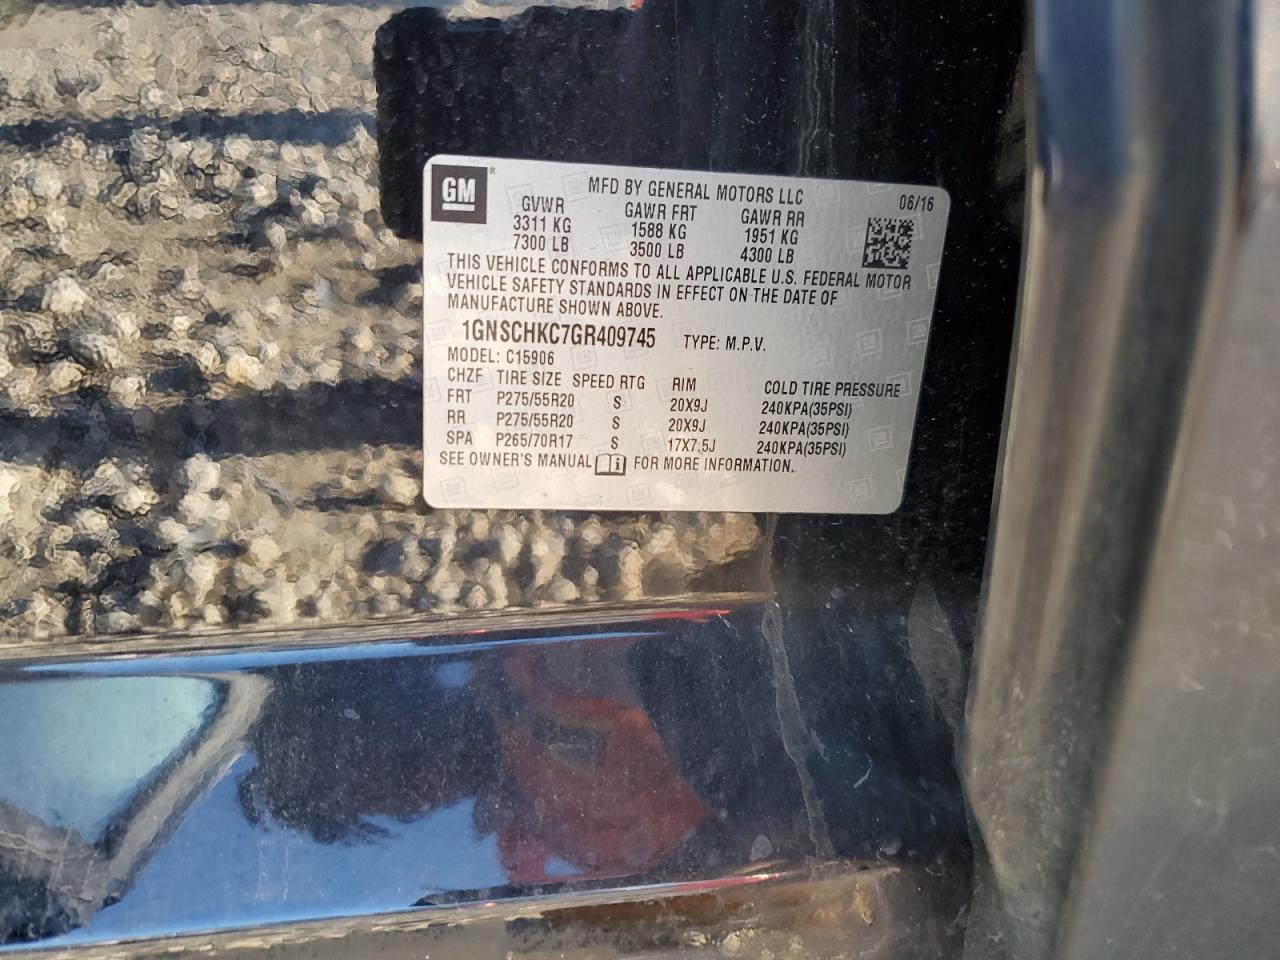 GM®
MFD BY GENERAL MOTORS LLC 06/16
GVWR GAWR FRT GAWR RR
3311 KG 1588 KG 1951 KG
7300 LB 3500 LB 4300 LB
THIS VEHICLE CONFORMS TO ALL APPLICABLE U.S. FEDERAL MOTOR
VEHICLE SAFETY STANDARDS IN EFFECT ON THE DATE OF
MANUFACTURE SHOWN ABOVE.
1GNSCHKC7GR409745 TYPE: M.P.V.
MODEL: C15906
CHZF TIRE SIZE SPEED RTG RIM COLD TIRE PRESSURE
FRT P275/55R20 S 20X9J 240KPA(35PSI)
RR P275/55R20 S 20X9J 240KPA(35PSI)
SPA P265/70R17 S 17X7.5J 240KPA(35PSI)
SEE OWNER'S MANUAL FOR MORE INFORMATION.